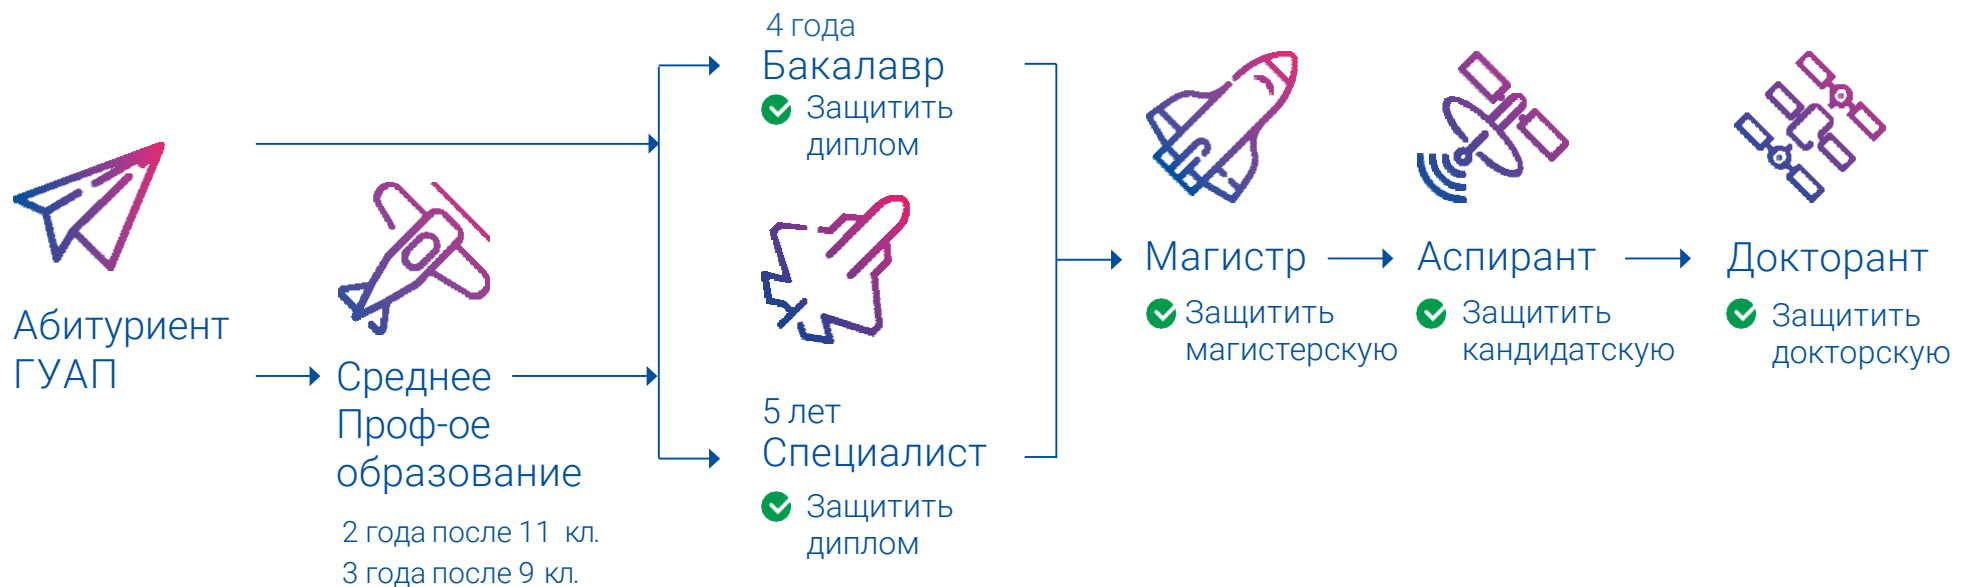 Абитуриент
ГУАП
Среднее
Проф-ое
образование
2 года после 11 кл.
3 года после 9 кл.
4 года
Бакалавр
Защитить
диплом
5 лет
Специалист
Защитить
диплом
Магистр
Защитить
магистерскую
Аспирант
Защитить
кандидатскую
Докторант
Защитить
докторскую